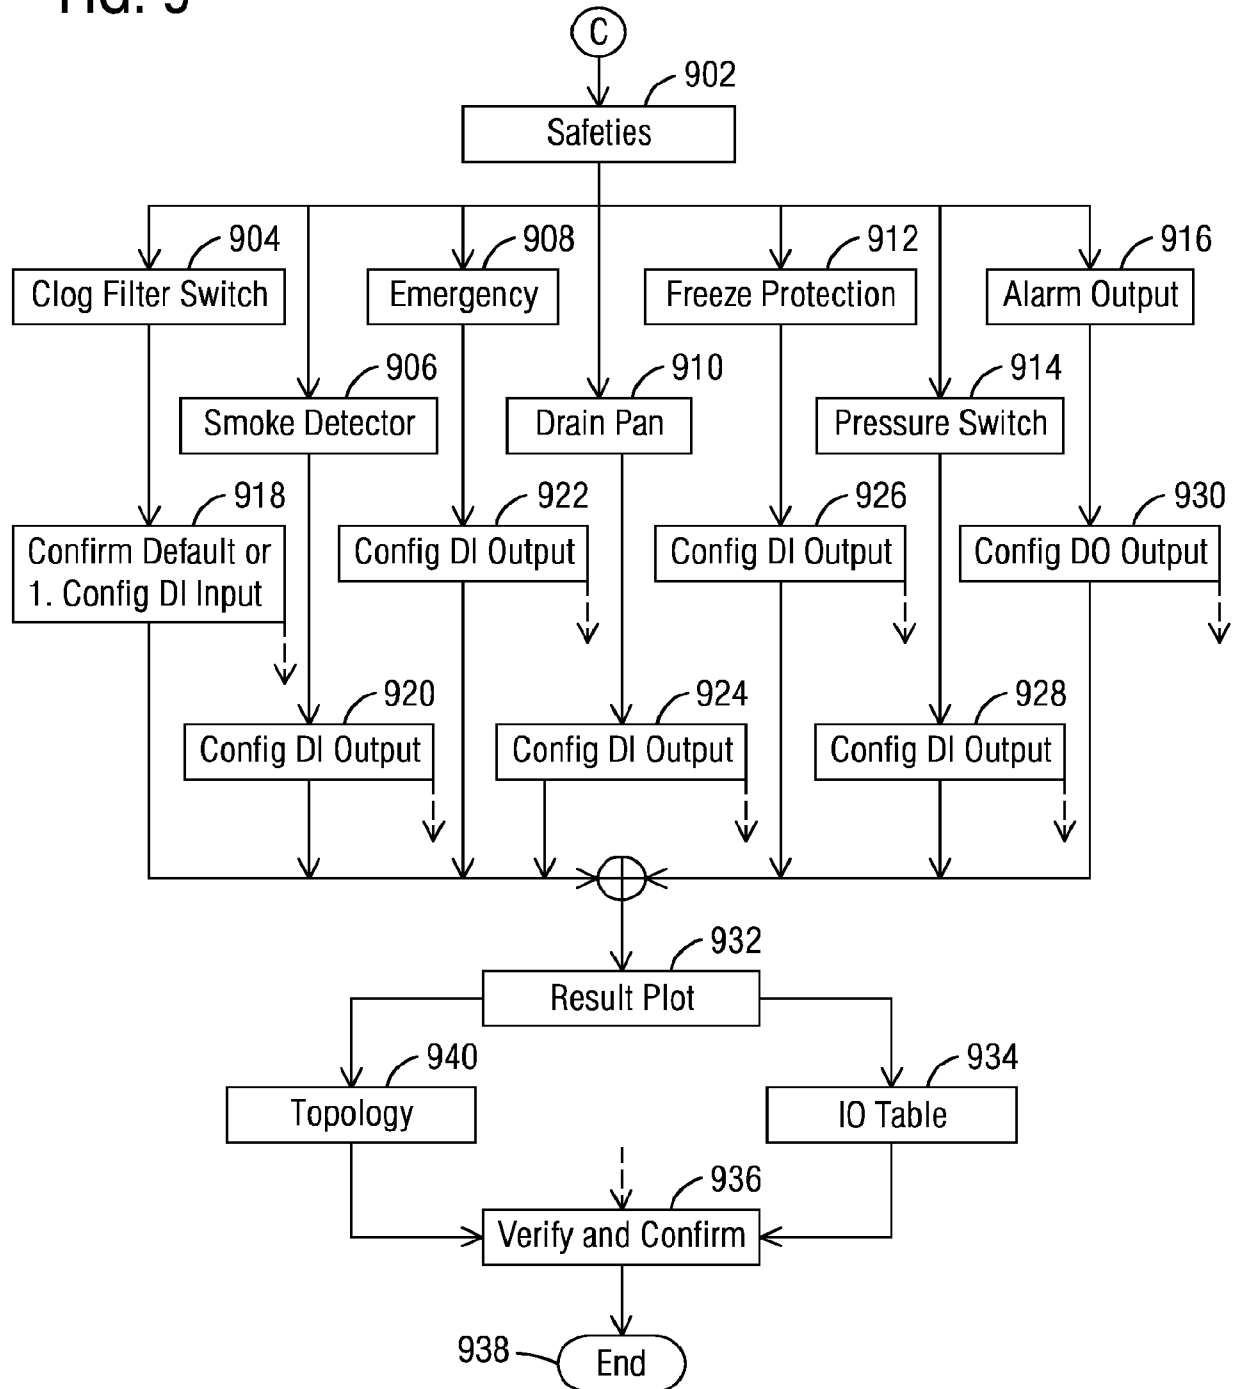 FIG. 9
C
902
Safeties
904
908
912
916
Clog Filter Switch
Emergency
Freeze Protection
Alarm Output
906
910
914
Smoke Detector
Drain Pan
Pressure Switch
918
922
926
930
Confirm Default or
1. Config DI Input
Config DI Output
Config DI Output
Config DO Output
920
924
928
Config DI Output
Config DI Output
Config DI Output
932
Result Plot
940
934
Topology
IO Table
936
Verify and Confirm
938
End